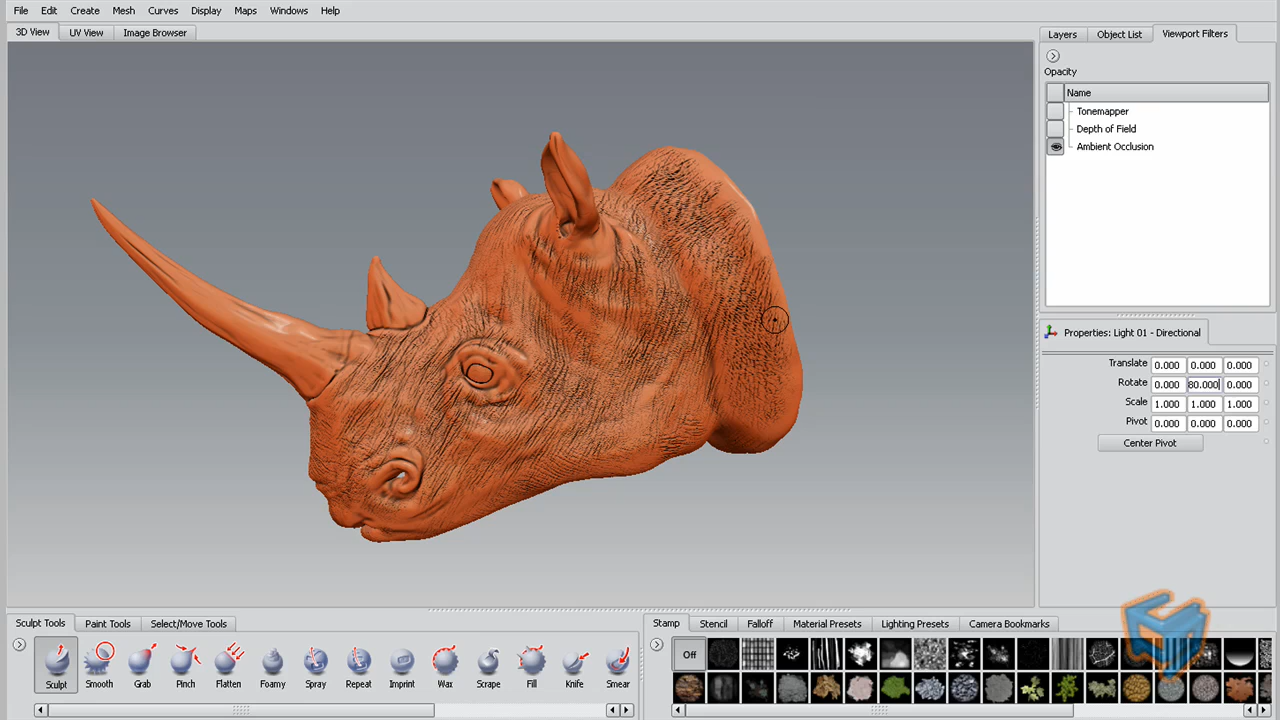 File Edit Create Mesh Curves Display Maps Windows Help
3D View UV View Image Browser
Layers Object List Viewport Filters
Opacity
Name
Tonemapper
Depth of Field
Ambient Occlusion
Properties: Light 01 - Directional
Translate 0.000 0.000 0.000
Rotate 0.000 80.000 0.000
Scale 1.000 1.000 1.000
Pivot 0.000 0.000 0.000
Center Pivot
Sculpt Tools Paint Tools Select/Move Tools
Sculpt Smooth Grab Pinch Flatten Foamy Spray Repeat Imprint Wax Scrape Fill Knife Smear
Stamp Stencil Falloff Material Presets Lighting Presets Camera Bookmarks
Off